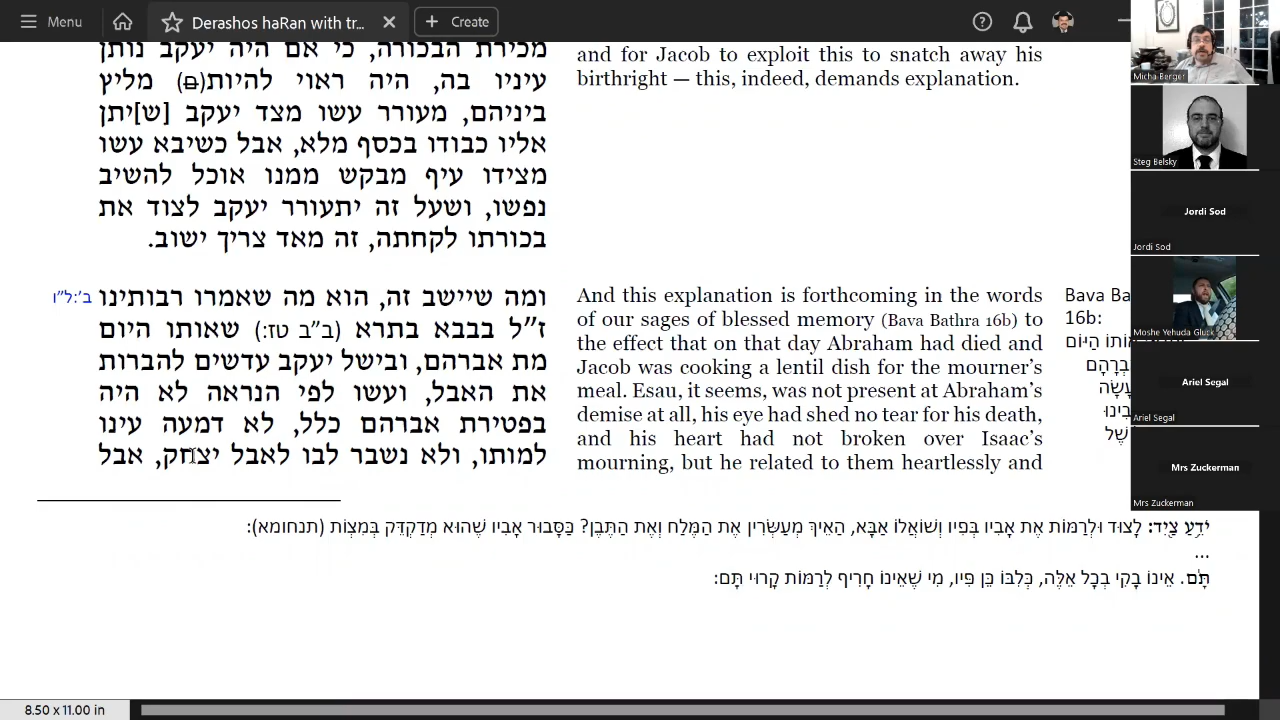 Menu
Derashos haRan with tr...
Create
מכירת הבכורה, כי אם היה יעקב נותן
עיניו בה, היה ראוי להיות(ם) מליץ
ביניהם, מעורר עשו מצד יעקב [ש]יתן
אליו כבודו בכסף מלא, אבל כשיבא עשו
מצידו עיף מבקש ממנו אוכל להשיב
נפשו, ושעל זה יתעורר יעקב לצוד את
בכורתו לקחתה, זה מאד צריך ישוב.
and for Jacob to exploit this to snatch away his
birthright — this, indeed, demands explanation.
ב':ל"ו
ומה שיישב זה, הוא מה שאמרו רבותינו
ז"ל בבבא בתרא (ב"ב טז:) שאותו היום
מת אברהם, ובישל יעקב עדשים להברות
את האבל, ועשו לפי הנראה לא היה
בפטירת אברהם כלל, לא דמעה עינו
למותו, ולא נשבר לבו לאבל יצחק, אבל
And this explanation is forthcoming in the words
of our sages of blessed memory (Bava Bathra 16b) to
the effect that on that day Abraham had died and
Jacob was cooking a lentil dish for the mourner's
meal. Esau, it seems, was not present at Abraham's
demise at all, his eye had shed no tear for his death,
and his heart had not broken over Isaac's
mourning, but he related to them heartlessly and
Bava Ba
16b:
אוֹתוֹ הַיּוֹם
בְרָהָם
עָשָׂה
בִינוּ
שֶׁל
יֹדֵ֥עַ צַ֖יִד: לָצוּד וּלְרַמּוֹת אֶת אָבִיו בְּפִיו וְשׁוֹאֲלוֹ אַבָּא, הַאֵיךְ מְעַשְּׂרִין אֶת הַמֶּלַח וְאֶת הַתֶּבֶן? כַּסָּבוּר אָבִיו שֶׁהוּא מְדַקְדֵּק בְּמִצְוֹת (תנחומא):
...
תָּם. אֵינוֹ בָקִי בְכָל אֵלֶּה, כְּלִבּוֹ כֵּן פִּיו, מִי שֶׁאֵינוֹ חָרִיף לְרַמּוֹת קָרוּי תָּם:
8.50 x 11.00 in
Micha Berger
Steg Belsky
Jordi Sod
Jordi Sod
Moshe Yehuda Gluck
Ariel Segal
Ariel Segal
Mrs Zuckerman
Mrs Zuckerman